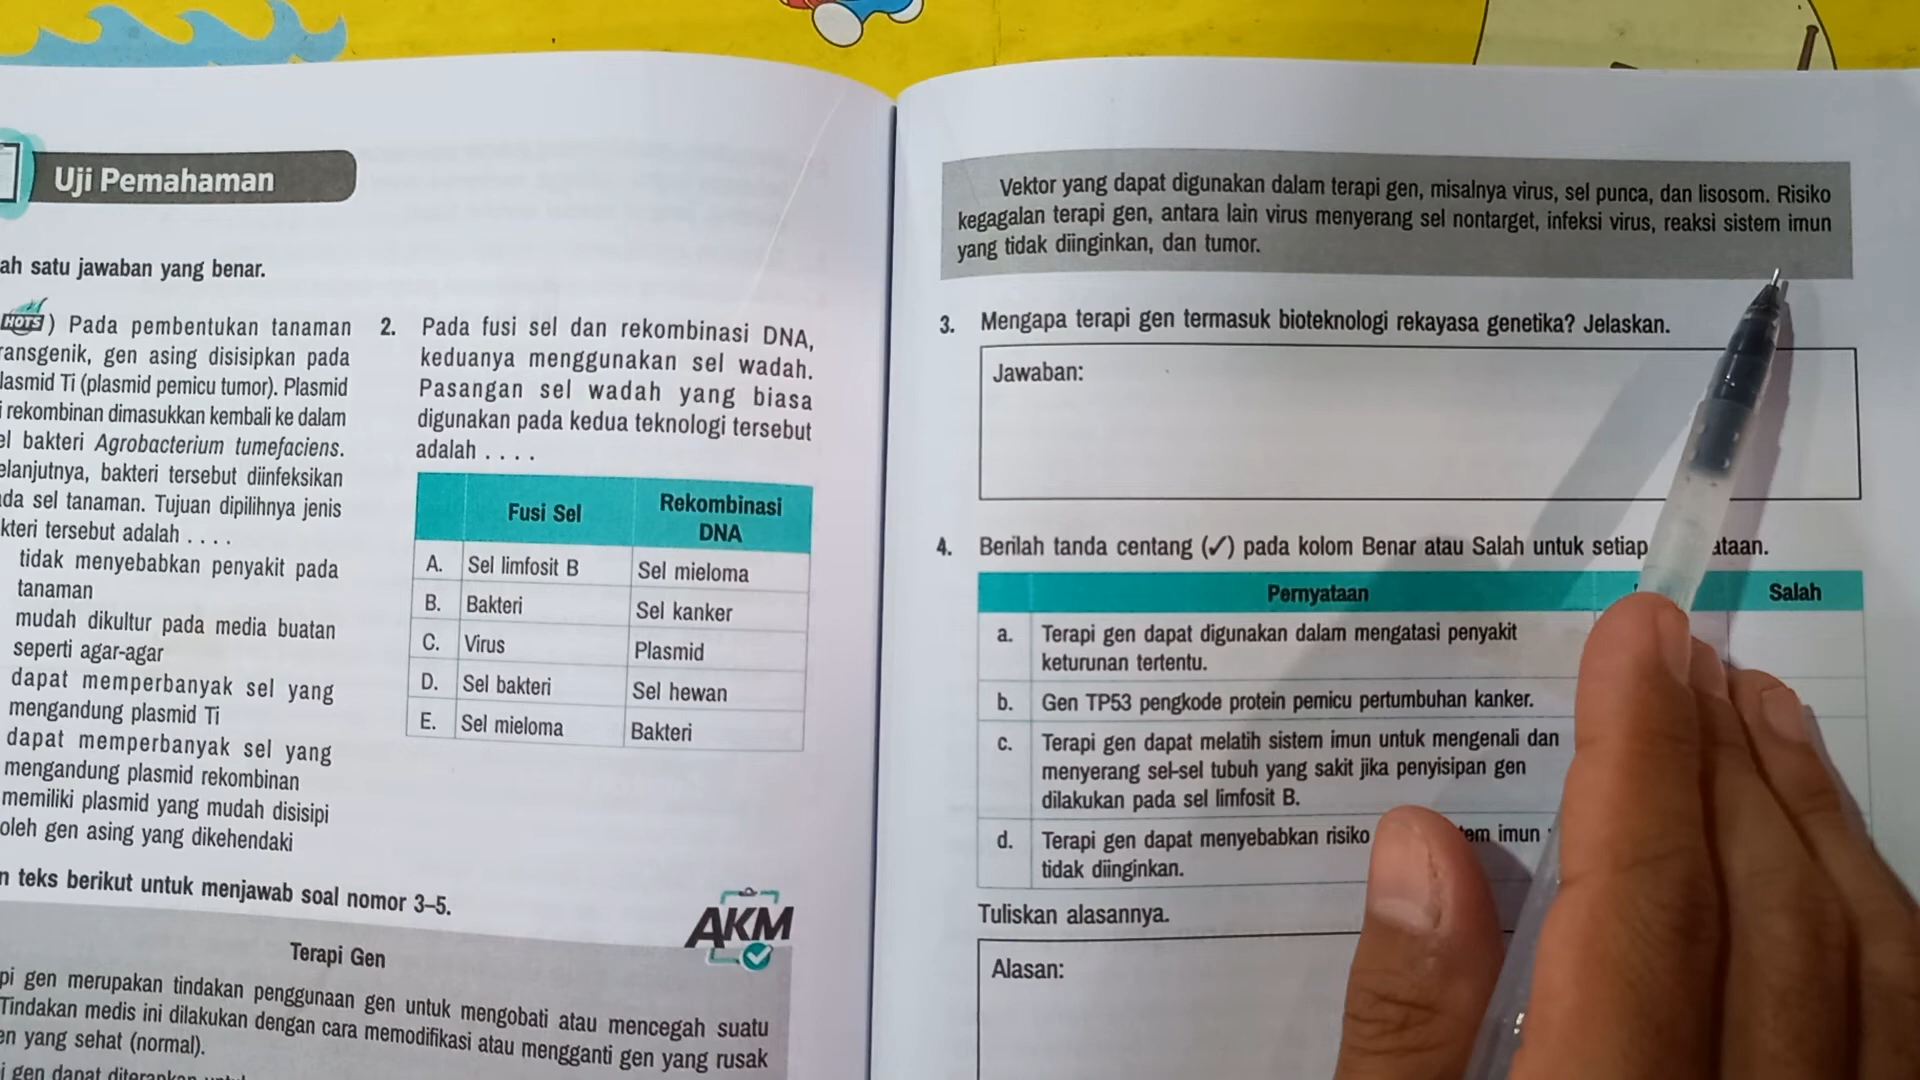 Uji Pemahaman
ah satu jawaban yang benar.
HOTS) Pada pembentukan tanaman
ransgenik, gen asing disisipkan pada
lasmid Ti (plasmid pemicu tumor). Plasmid
i rekombinan dimasukkan kembali ke dalam
el bakteri Agrobacterium tumefaciens.
elanjutnya, bakteri tersebut diinfeksikan
da sel tanaman. Tujuan dipilihnya jenis
kteri tersebut adalah . . . .
tidak menyebabkan penyakit pada
tanaman
mudah dikultur pada media buatan
seperti agar-agar
dapat memperbanyak sel yang
mengandung plasmid Ti
dapat memperbanyak sel yang
mengandung plasmid rekombinan
memiliki plasmid yang mudah disisipi
oleh gen asing yang dikehendaki
2. Pada fusi sel dan rekombinasi DNA,
keduanya menggunakan sel wadah.
Pasangan sel wadah yang biasa
digunakan pada kedua teknologi tersebut
adalah . . . .
Fusi Sel Rekombinasi
DNA
A. Sel limfosit B Sel mieloma
B. Bakteri Sel kanker
C. Virus Plasmid
D. Sel bakteri Sel hewan
E. Sel mieloma Bakteri
n teks berikut untuk menjawab soal nomor 3–5.
AKM
Terapi Gen
pi gen merupakan tindakan penggunaan gen untuk mengobati atau mencegah suatu
Tindakan medis ini dilakukan dengan cara memodifikasi atau mengganti gen yang rusak
en yang sehat (normal).
i gen dapat diterapkan
Vektor yang dapat digunakan dalam terapi gen, misalnya virus, sel punca, dan lisosom. Risiko
kegagalan terapi gen, antara lain virus menyerang sel nontarget, infeksi virus, reaksi sistem imun
yang tidak diinginkan, dan tumor.
3. Mengapa terapi gen termasuk bioteknologi rekayasa genetika? Jelaskan.
Jawaban:
4. Berilah tanda centang (✓) pada kolom Benar atau Salah untuk setiap ataan.
Pernyataan Salah
a. Terapi gen dapat digunakan dalam mengatasi penyakit
keturunan tertentu.
b. Gen TP53 pengkode protein pemicu pertumbuhan kanker.
c. Terapi gen dapat melatih sistem imun untuk mengenali dan
menyerang sel-sel tubuh yang sakit jika penyisipan gen
dilakukan pada sel limfosit B.
d. Terapi gen dapat menyebabkan risiko tem imun
tidak diinginkan.
Tuliskan alasannya.
Alasan: